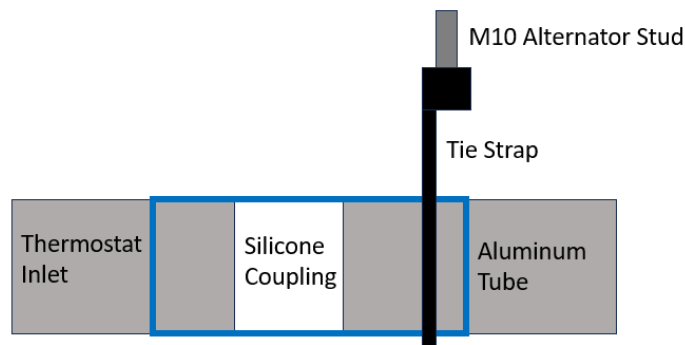 M10 Alternator Stud
Tie Strap
Thermostat
Inlet
Silicone
Coupling
Aluminum
Tube